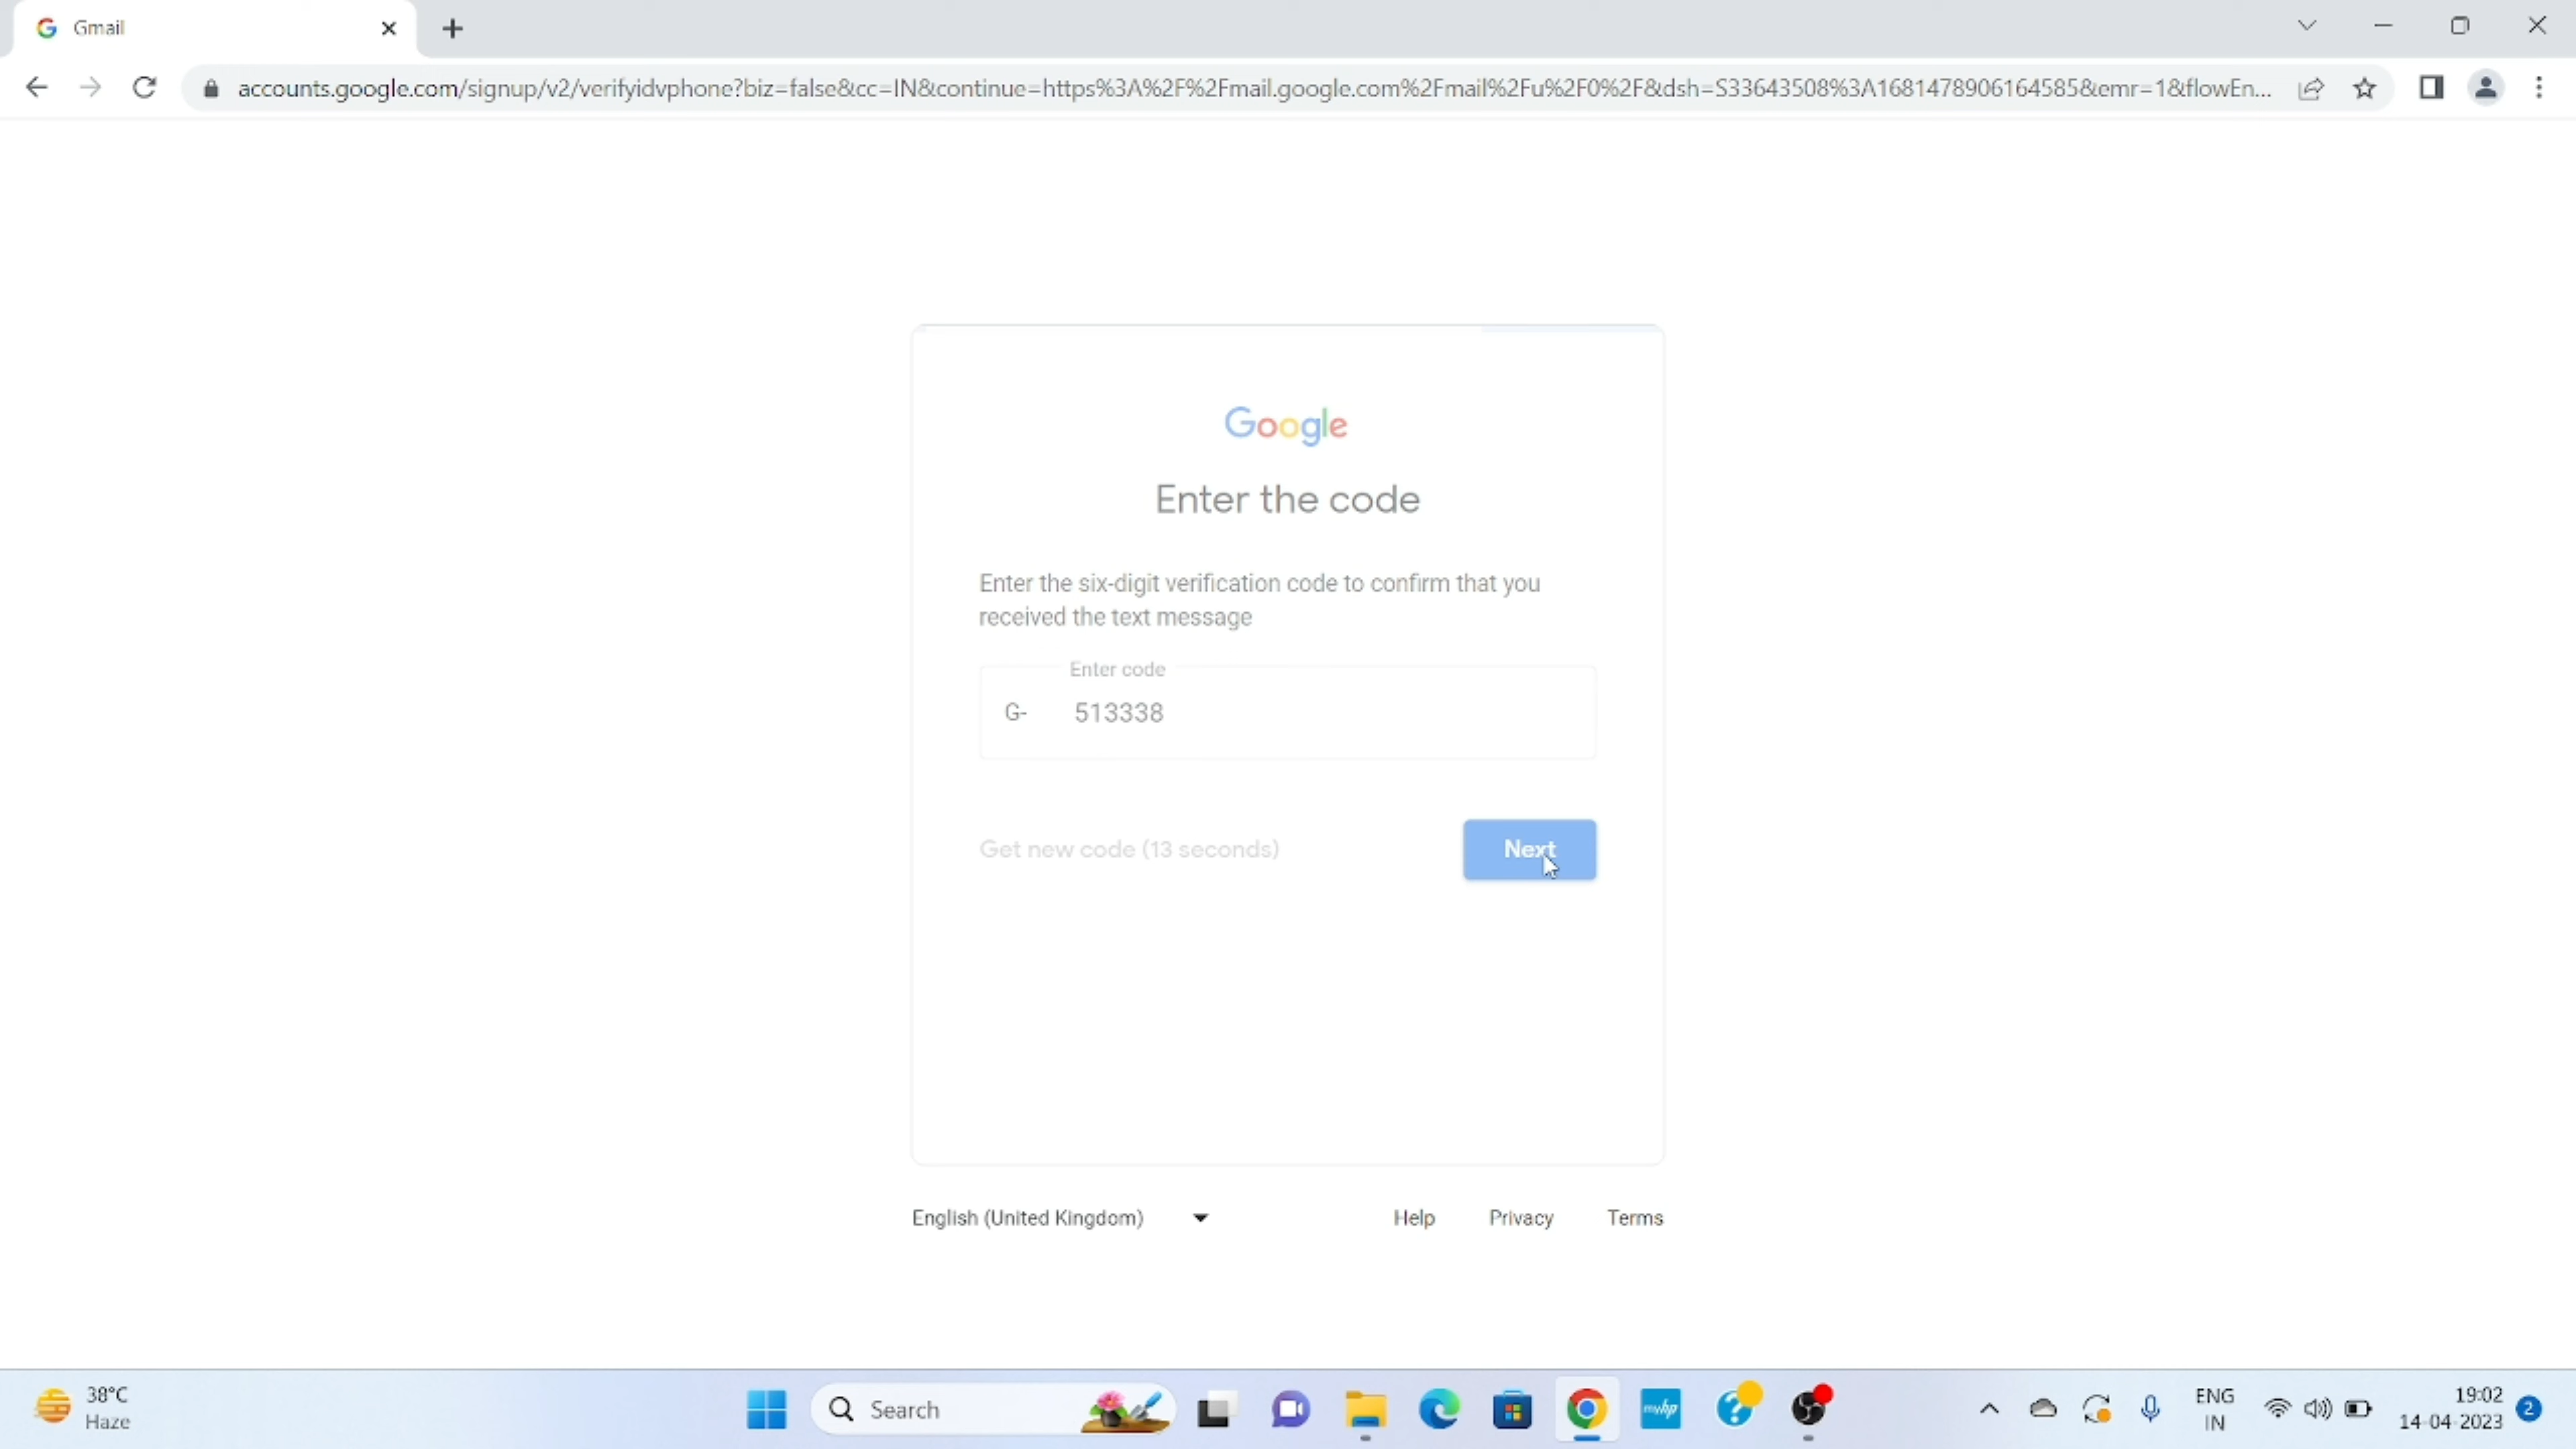 Gmail
accounts.google.com/signup/v2/verifyidvphone?biz=false&cc=IN&continue=https%3A%2F%2Fmail.google.com%2Fmail%2Fu%2F0%2F&dsh=S33643508%3A1681478906164585&emr=1&flowEn...
Google
Enter the code
Enter the six-digit verification code to confirm that you
received the text message
Enter code
G- 513338
Get new code (13 seconds)
Next
English (United Kingdom)
Help Privacy Terms
38°C
Haze
Search
myhp
ENG
IN
19:02
14-04-2023
2